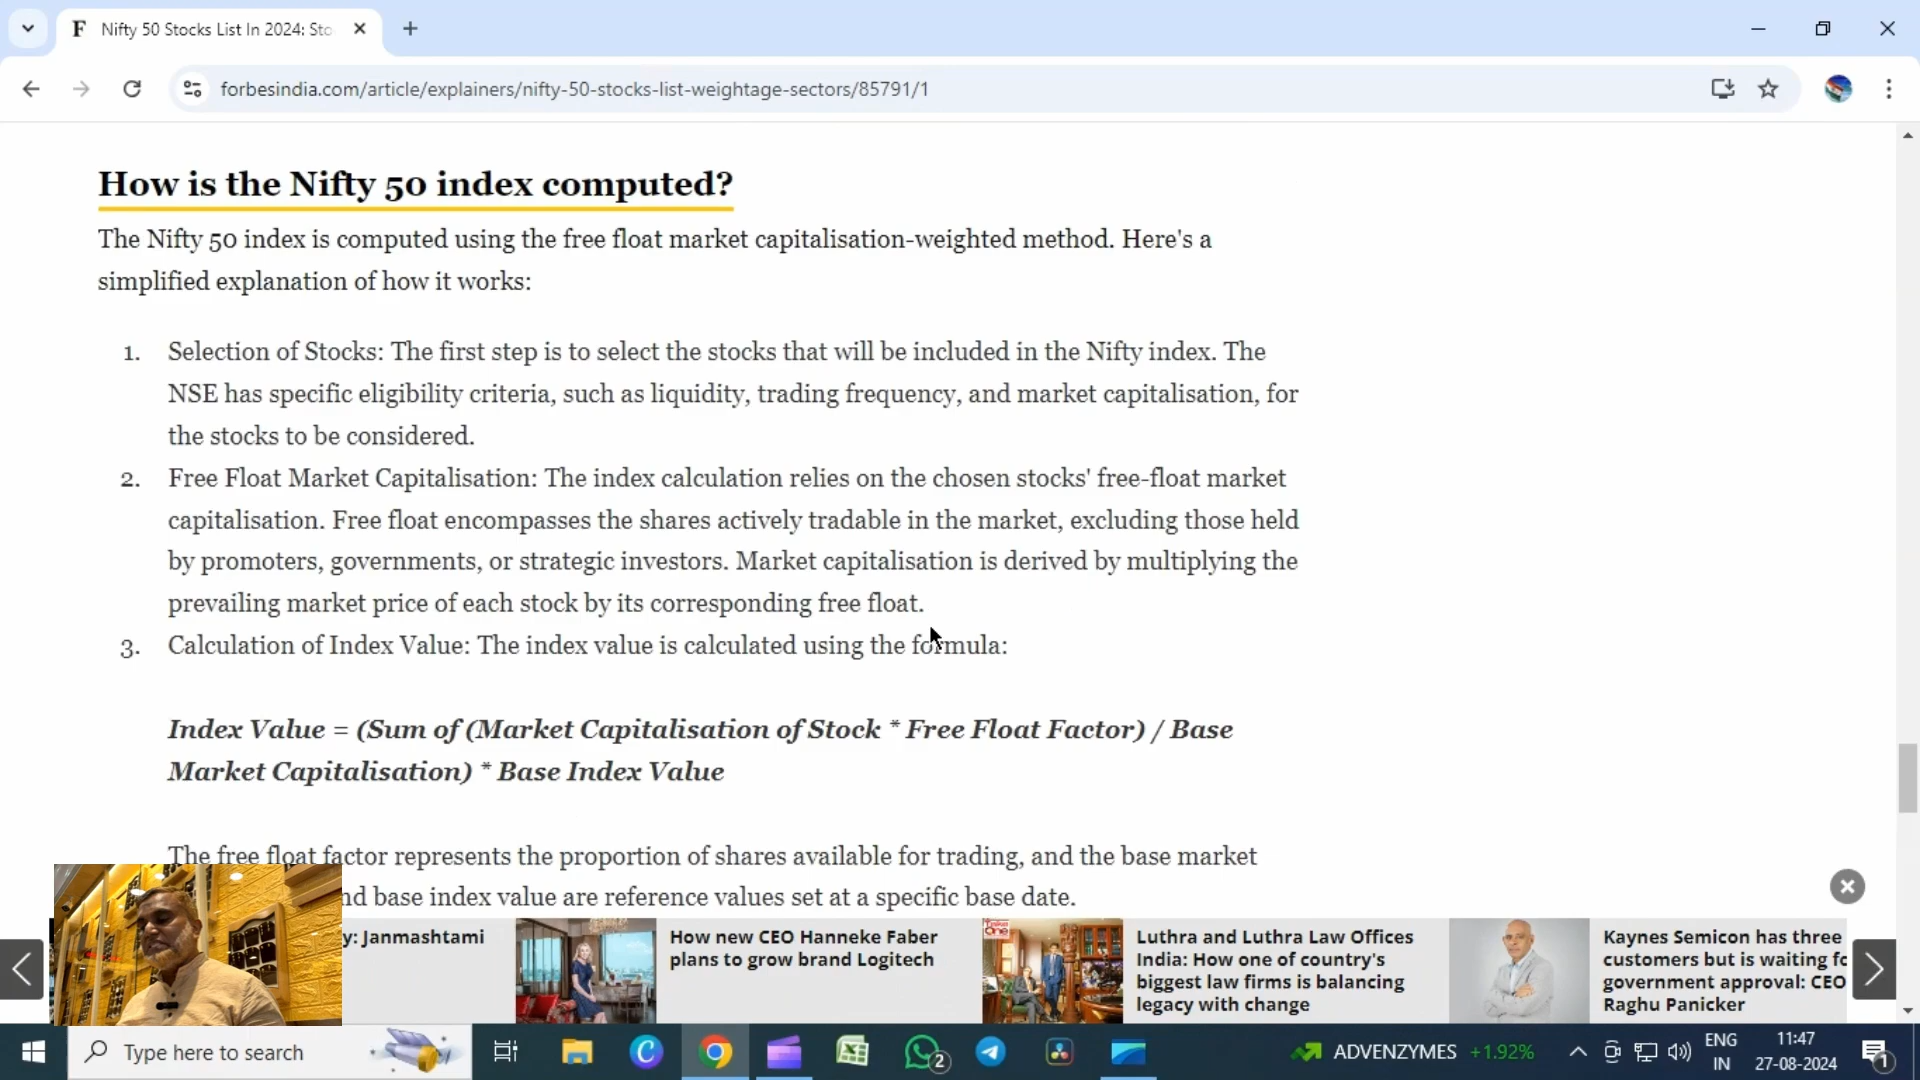 F Nifty 50 Stocks List In 2024: Sto
forbesindia.com/article/explainers/nifty-50-stocks-list-weightage-sectors/85791/1
How is the Nifty 50 index computed?
The Nifty 50 index is computed using the free float market capitalisation-weighted method. Here's a
simplified explanation of how it works:
1. Selection of Stocks: The first step is to select the stocks that will be included in the Nifty index. The
NSE has specific eligibility criteria, such as liquidity, trading frequency, and market capitalisation, for
the stocks to be considered.
2. Free Float Market Capitalisation: The index calculation relies on the chosen stocks' free-float market
capitalisation. Free float encompasses the shares actively tradable in the market, excluding those held
by promoters, governments, or strategic investors. Market capitalisation is derived by multiplying the
prevailing market price of each stock by its corresponding free float.
3. Calculation of Index Value: The index value is calculated using the formula:
Index Value = (Sum of (Market Capitalisation of Stock * Free Float Factor) / Base
Market Capitalisation) * Base Index Value
The free float factor represents the proportion of shares available for trading, and the base market
nd base index value are reference values set at a specific base date.
y: Janmashtami
How new CEO Hanneke Faber
plans to grow brand Logitech
Luthra and Luthra Law Offices
India: How one of country's
biggest law firms is balancing
legacy with change
Kaynes Semicon has three
customers but is waiting fo
government approval: CEO
Raghu Panicker
Type here to search
2
ADVENZYMES +1.92%
ENG
IN
11:47
27-08-2024
1